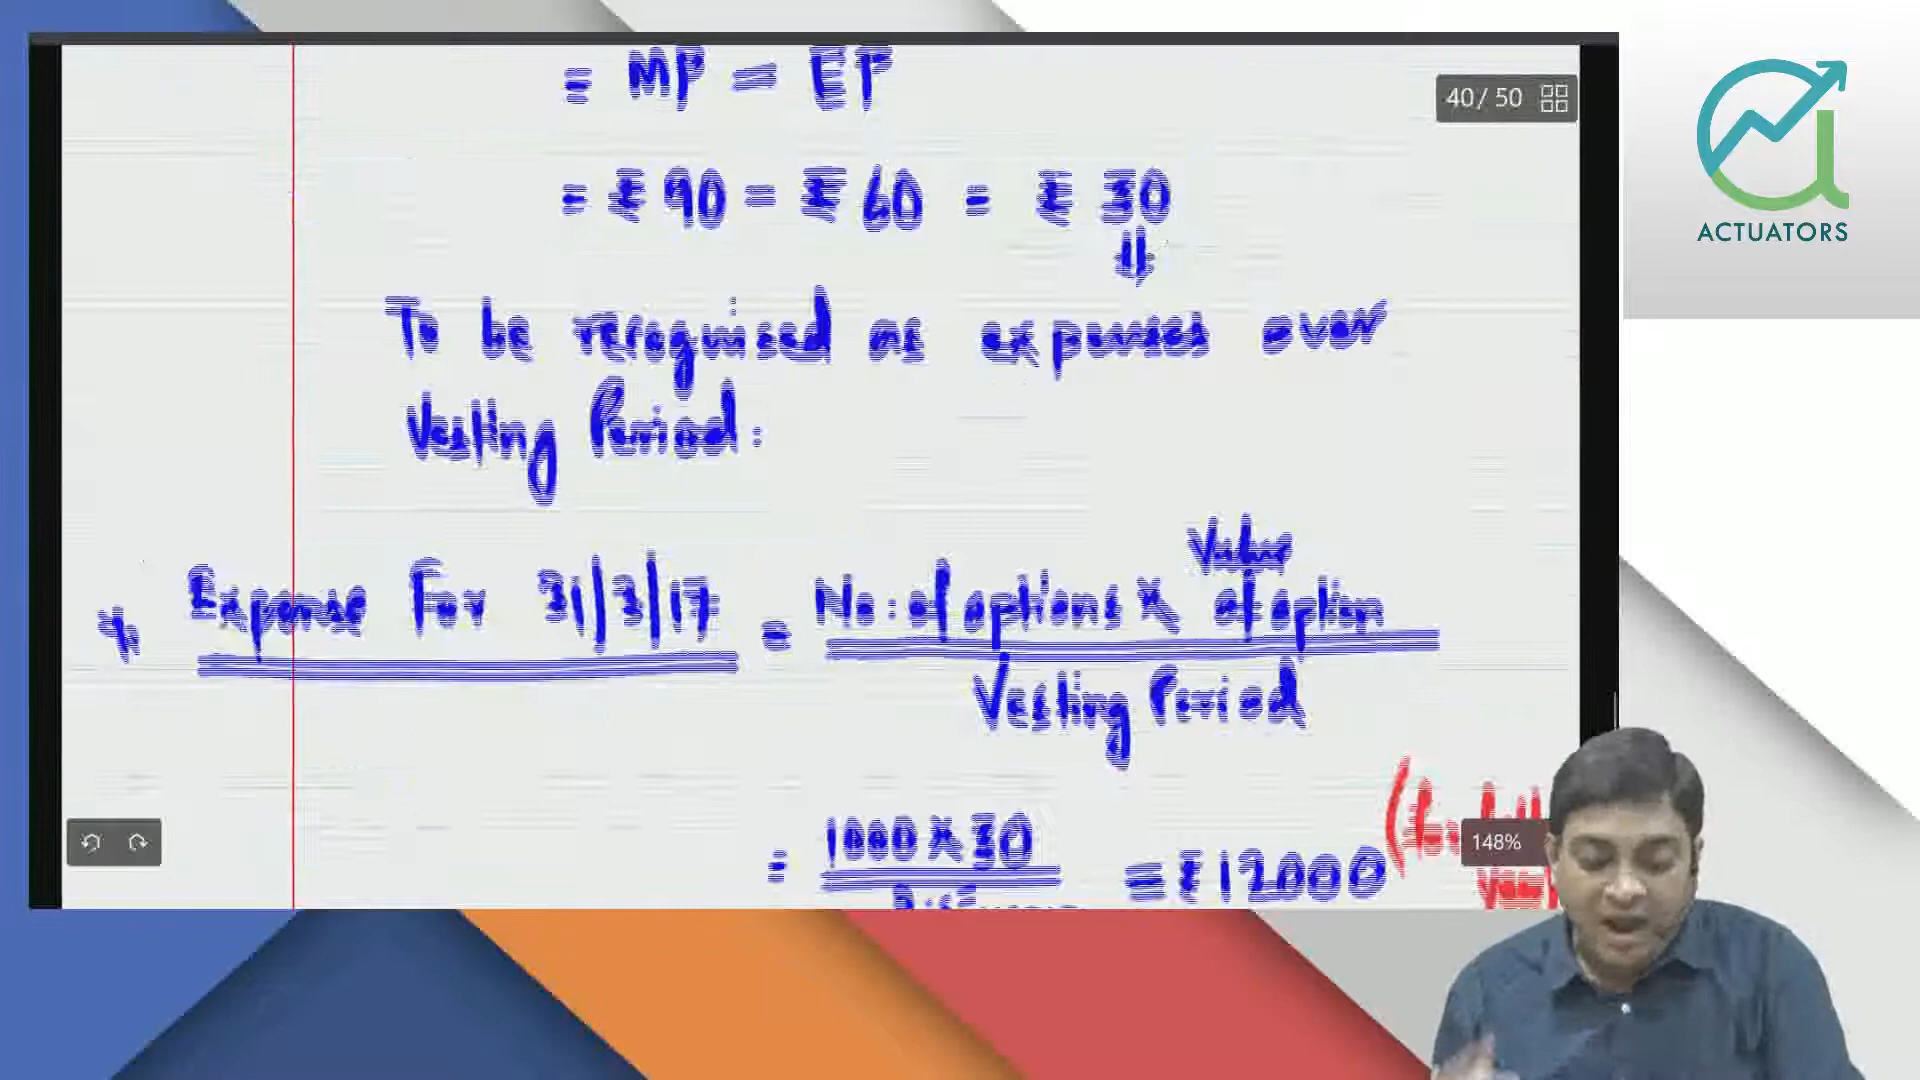 = MP - EP
40/ 50
= ₹ 90 - ₹ 60 = ₹ 30
ACTUATORS
To be recognised as expenses over
Vesting Period:
* Expense For 31/3/17 = No: of options x Value of option
Vesting Period
= 1000 x 30 = ₹ 12000
148%